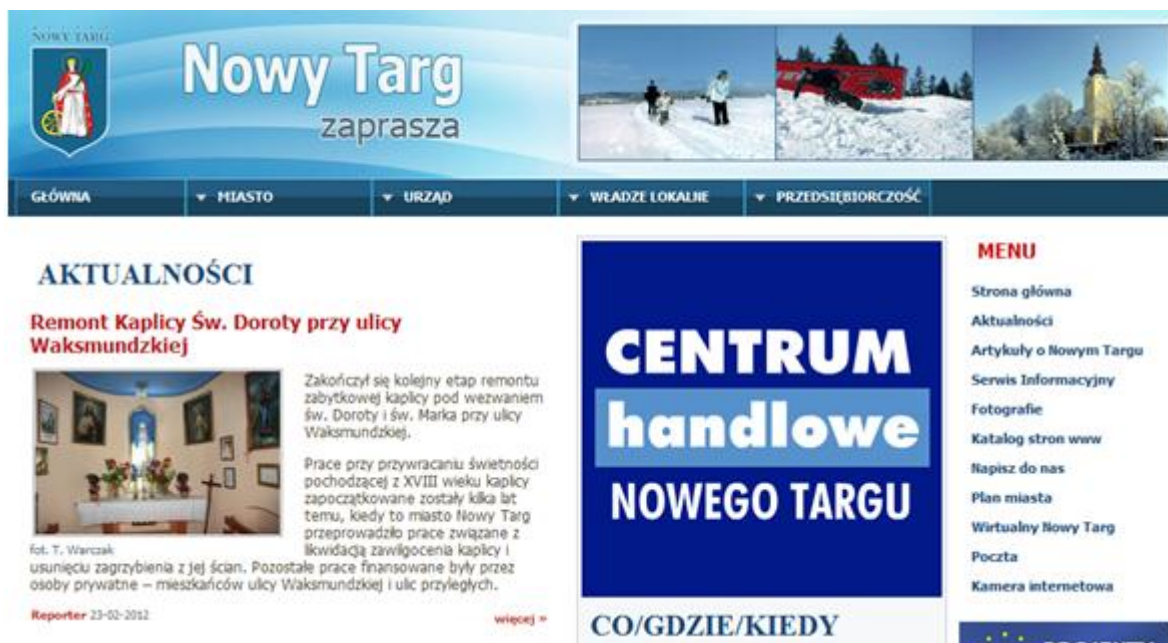 NOWY TARG
Nowy Targ
zaprasza
GŁÓWNA
MIASTO
URZĄD
WŁADZE LOKALNE
PRZEDSIĘBIORCZOŚĆ
AKTUALNOŚCI
Remont Kaplicy Św. Doroty przy ulicy
Waksmundzkiej
Zakończył się kolejny etap remontu
zabytkowej kaplicy pod wezwaniem
św. Doroty i św. Marka przy ulicy
Waksmundzkiej.
Prace przy przywracaniu świetności
pochodzącej z XVIII wieku kaplicy
zapoczątkowane zostały kilka lat
temu, kiedy to miasto Nowy Targ
przeprowadziło prace związane z
likwidacją zawilgocenia kaplicy i
usunięciu zagrzybienia z jej ścian. Pozostałe prace finansowane były przez
osoby prywatne – mieszkańców ulicy Waksmundzkiej i ulic przyległych.
fot. T. Warczak
Reporter 23-02-2012
więcej »
CENTRUM
handlowe
NOWEGO TARGU
CO/GDZIE/KIEDY
MENU
Strona główna
Aktualności
Artykuły o Nowym Targu
Serwis Informacyjny
Fotografie
Katalog stron www
Napisz do nas
Plan miasta
Wirtualny Nowy Targ
Poczta
Kamera internetowa